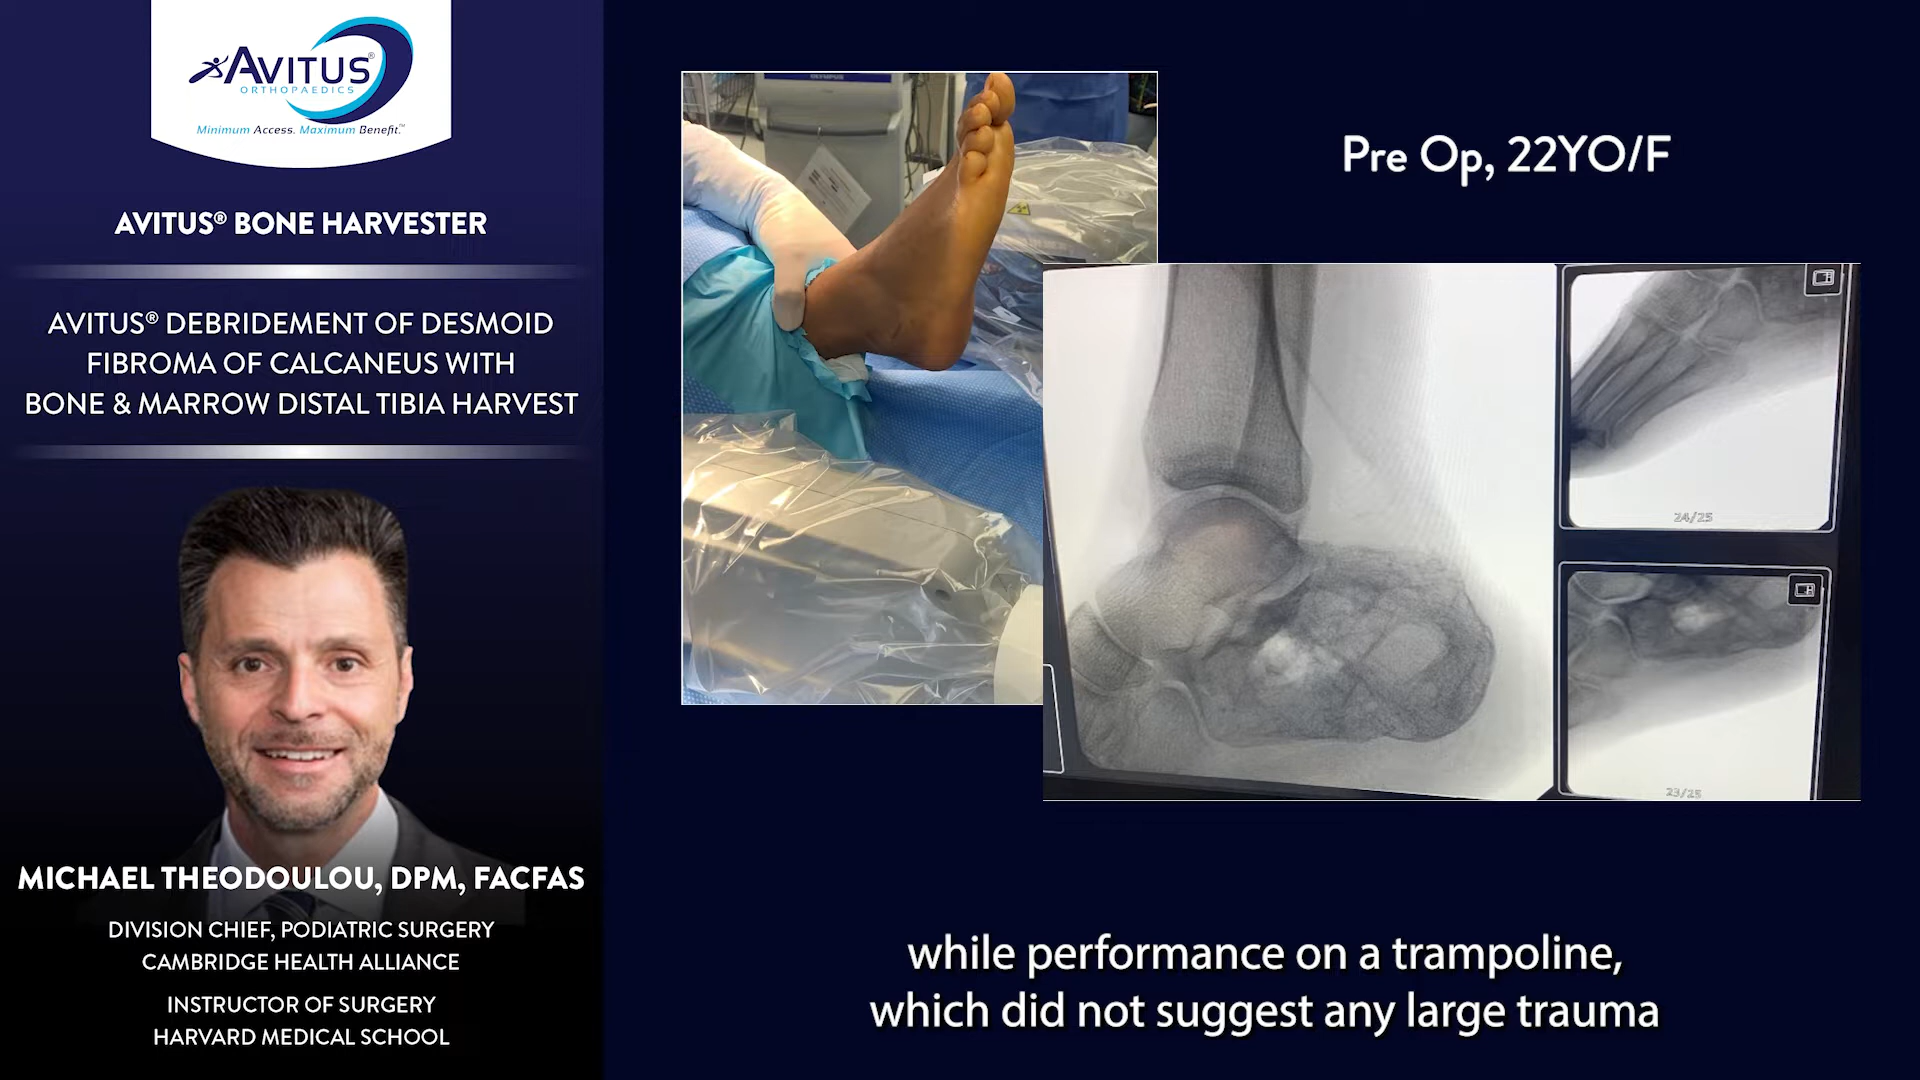 AVITUS®
ORTHOPAEDICS
Minimum Access. Maximum Benefit.™
AVITUS® BONE HARVESTER
AVITUS® DEBRIDEMENT OF DESMOID
FIBROMA OF CALCANEUS WITH
BONE & MARROW DISTAL TIBIA HARVEST
MICHAEL THEODOULOU, DPM, FACFAS
DIVISION CHIEF, PODIATRIC SURGERY
CAMBRIDGE HEALTH ALLIANCE
INSTRUCTOR OF SURGERY
HARVARD MEDICAL SCHOOL
OLYMPUS
Pre Op, 22YO/F
24/25
23/25
while performance on a trampoline,
which did not suggest any large trauma